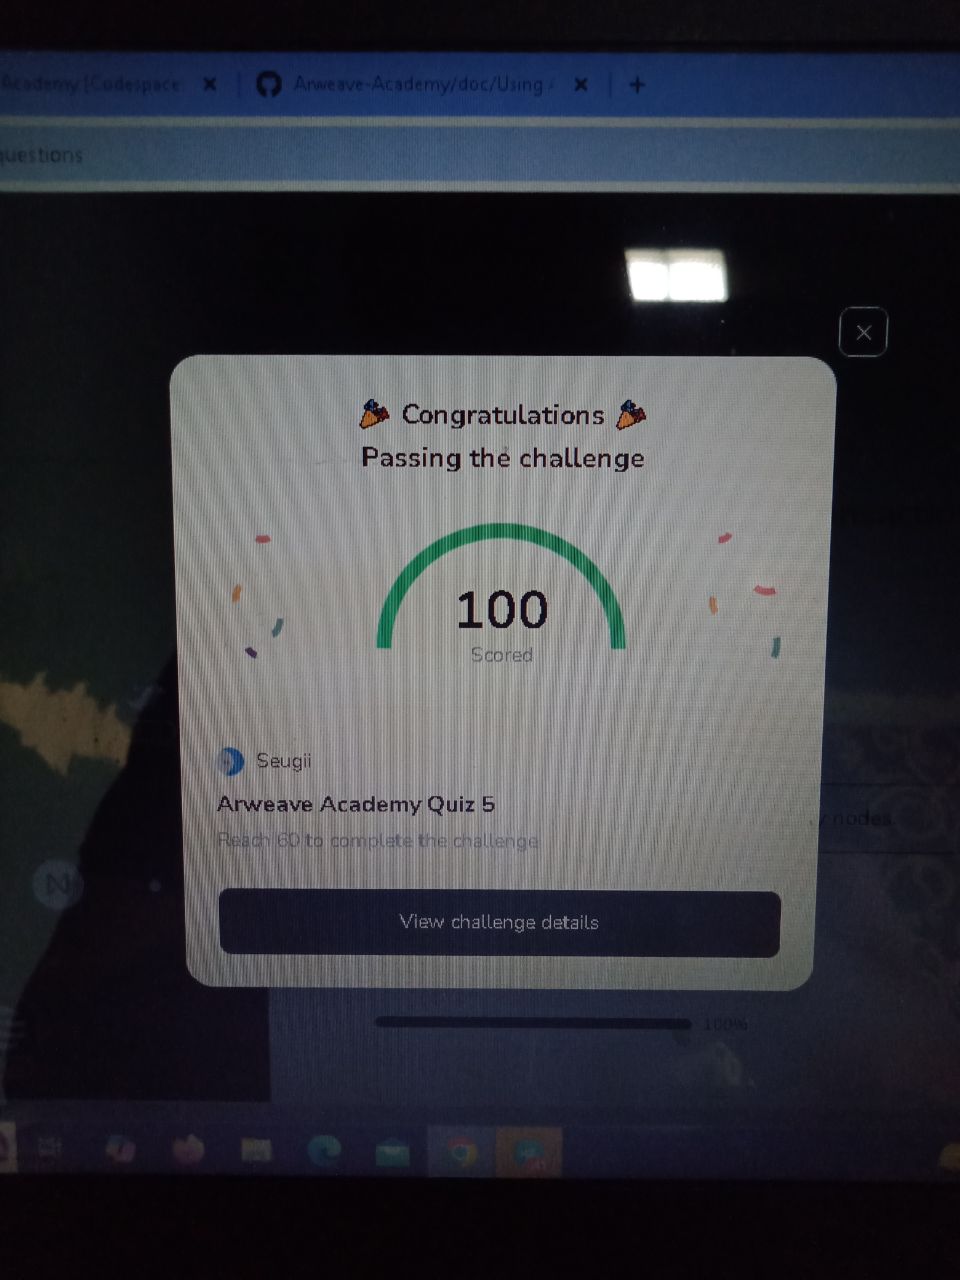 Academy |Codespace
Arweave-Academy/doc/Using
questions
Congratulations
Passing the challenge
100
Scored
Seugii
Arweave Academy Quiz 5
Reach 60 to complete the challenge
View challenge details
nodes.
100%